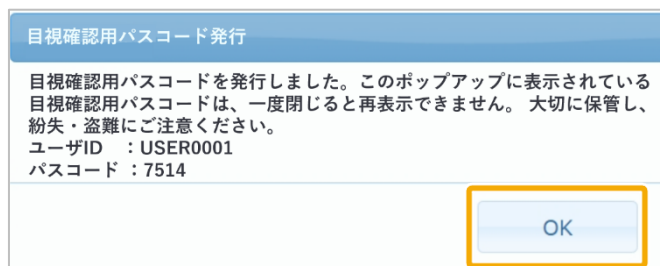 目視確認用パスコード発行
目視確認用パスコードを発行しました。このポップアップに表示されている
目視確認用パスコードは、一度閉じると再表示できません。 大切に保管し、
紛失・盗難にご注意ください。
ユーザID ：USER0001
パスコード ：7514
OK